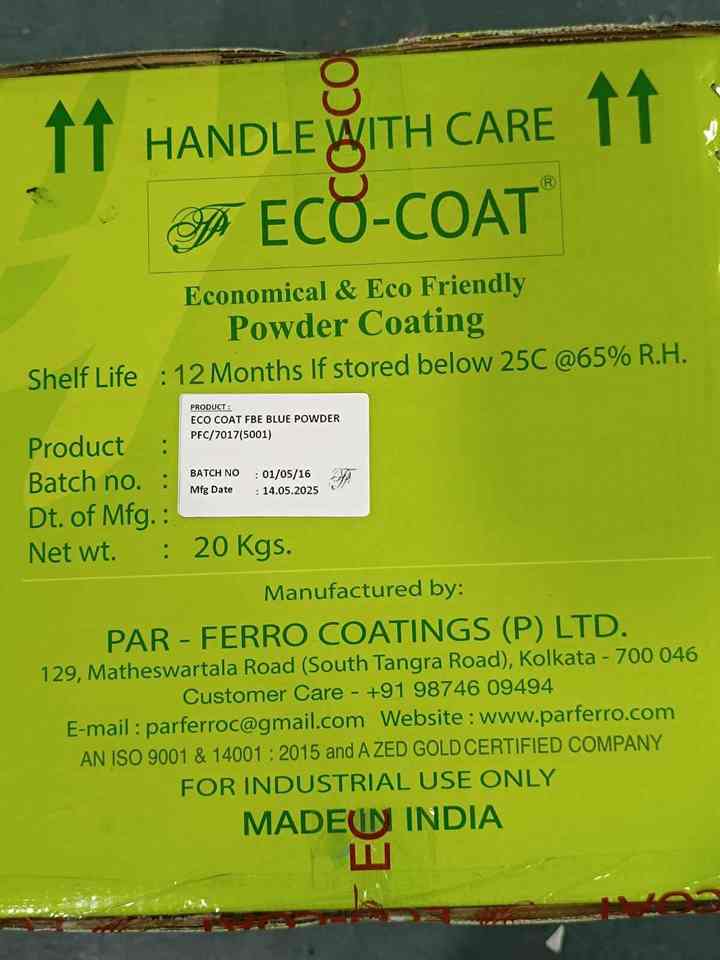 HANDLE WITH CARE
ECO-COAT®
Economical & Eco Friendly
Powder Coating
Shelf Life : 12 Months If stored below 25C @65% R.H.
PRODUCT :
ECO COAT FBE BLUE POWDER
PFC/7017(5001)
BATCH NO : 01/05/16
Mfg Date : 14.05.2025
Product :
Batch no. :
Dt. of Mfg. :
Net wt. : 20 Kgs.
Manufactured by:
PAR - FERRO COATINGS (P) LTD.
129, Matheswartala Road (South Tangra Road), Kolkata - 700 046
Customer Care - +91 98746 09494
E-mail : parferroc@gmail.com Website : www.parferro.com
AN ISO 9001 & 14001 : 2015 and A ZED GOLD CERTIFIED COMPANY
FOR INDUSTRIAL USE ONLY
MADE IN INDIA
CO-CO
EC